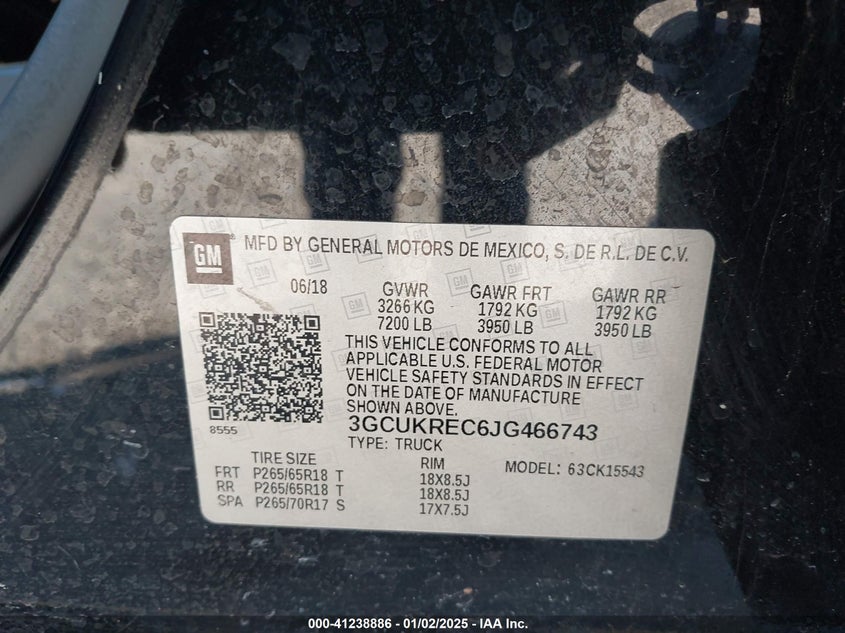 GM
MFD BY GENERAL MOTORS DE MEXICO, S. DE R.L. DE C.V.
06/18 GVWR GAWR FRT GAWR RR
3266 KG 1792 KG 1792 KG
7200 LB 3950 LB 3950 LB
THIS VEHICLE CONFORMS TO ALL
APPLICABLE U.S. FEDERAL MOTOR
VEHICLE SAFETY STANDARDS IN EFFECT
ON THE DATE OF MANUFACTURE
SHOWN ABOVE.
8555
3GCUKREC6JG466743
TYPE: TRUCK
TIRE SIZE RIM MODEL: 63CK15543
FRT P265/65R18 T 18X8.5J
RR P265/65R18 T 18X8.5J
SPA P265/70R17 S 17X7.5J
000-41238886 - 01/02/2025 - IAA Inc.